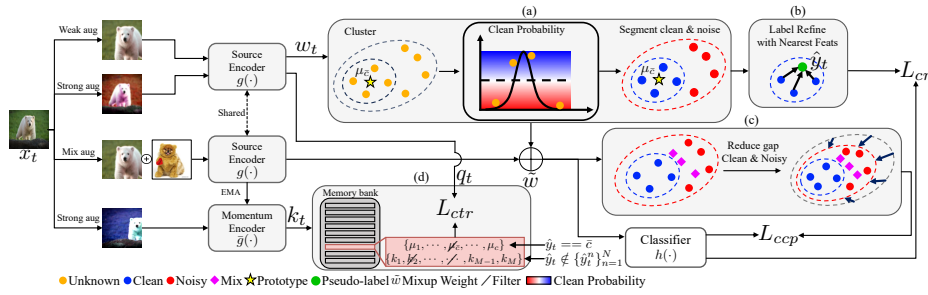 (a)
(b)
Weak aug
Source
Encoder
g(·)
w_t
Cluster
μ_c̄
Clean Probability
Segment clean & noise
μ_c̄
Label Refine
with Nearest Feats
ŷ_t
L_cr
Strong aug
Shared
x_t
Mix aug
Source
Encoder
g(·)
w̃
(c)
Reduce gap
Clean & Noisy
q_t
(d)
EMA
Strong aug
Momentum
Encoder
g̃(·)
k_t
Memory bank
L_ctr
{μ_1, ··· , μ_c̄, ··· , μ_c}
ŷ_t == c̄
{k_1, k_2, ··· , ··· , k_{M−1}, k_M}
ŷ_t ∉ {ŷ_t^n}_{n=1}^N
Classifier
h(·)
L_ccp
Unknown Clean Noisy Mix Prototype Pseudo-label w̃ Mixup Weight / Filter Clean Probability